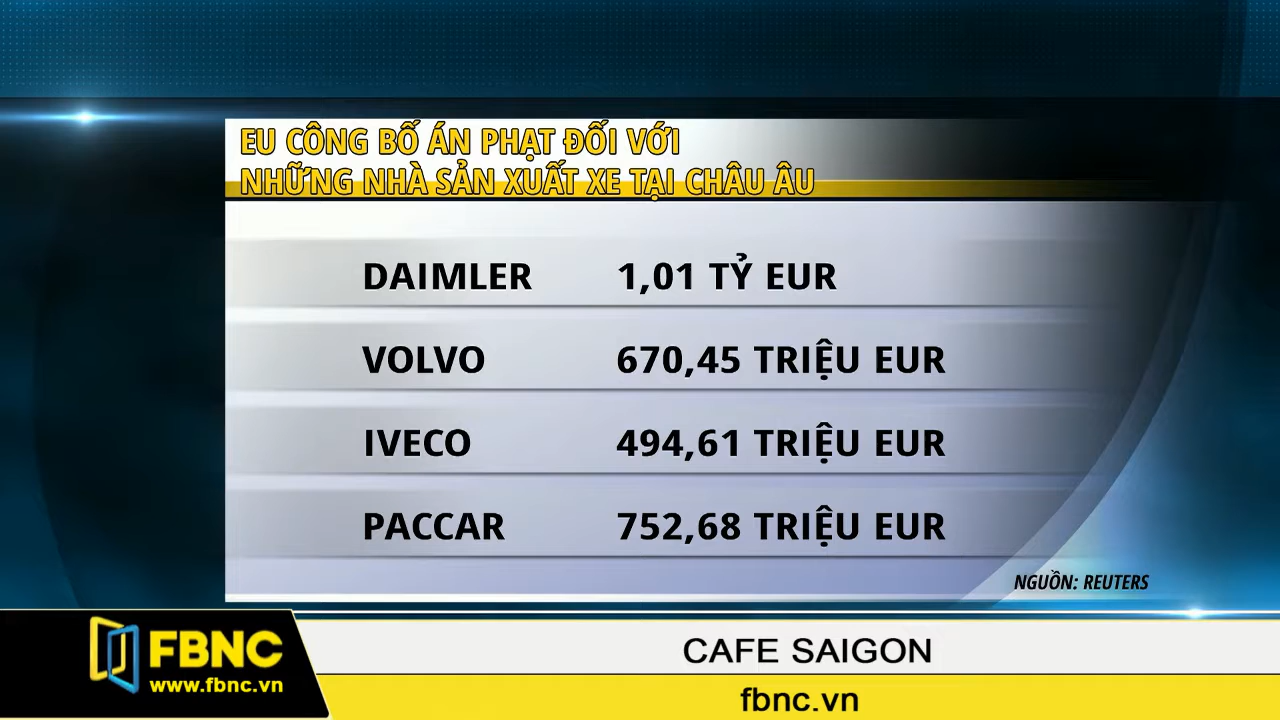 EU CÔNG BỐ ÁN PHẠT ĐỐI VỚI
NHỮNG NHÀ SẢN XUẤT XE TẠI CHÂU ÂU
DAIMLER 1,01 TỶ EUR
VOLVO 670,45 TRIỆU EUR
IVECO 494,61 TRIỆU EUR
PACCAR 752,68 TRIỆU EUR
NGUỒN: REUTERS
FBNC
www.fbnc.vn
CAFE SAIGON
fbnc.vn